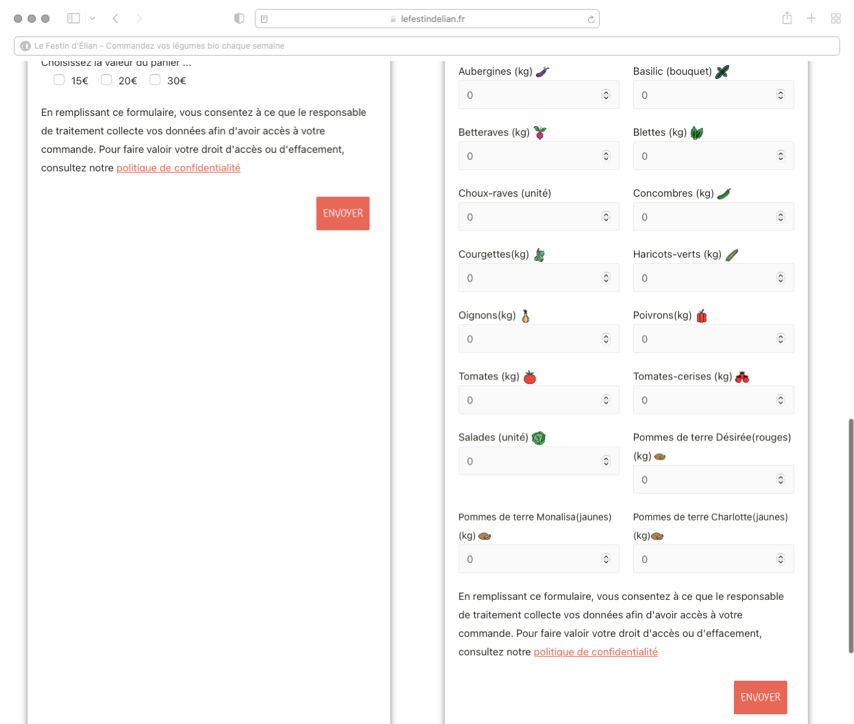 lefestindelian.fr
Le Festin d'Élian - Commandez vos légumes bio chaque semaine
Choisissez la valeur du panier ...
15€ 20€ 30€
En remplissant ce formulaire, vous consentez à ce que le responsable
de traitement collecte vos données afin d'avoir accès à votre
commande. Pour faire valoir votre droit d'accès ou d'effacement,
consultez notre politique de confidentialité
ENVOYER
Aubergines (kg) Basilic (bouquet)
0 0
Betteraves (kg) Blettes (kg)
0 0
Choux-raves (unité) Concombres (kg)
0 0
Courgettes(kg) Haricots-verts (kg)
0 0
Oignons(kg) Poivrons(kg)
0 0
Tomates (kg) Tomates-cerises (kg)
0 0
Salades (unité)
0
Pommes de terre Désirée(rouges)
(kg)
0
Pommes de terre Monalisa(jaunes)
(kg)
0
Pommes de terre Charlotte(jaunes)
(kg)
0
En remplissant ce formulaire, vous consentez à ce que le responsable
de traitement collecte vos données afin d'avoir accès à votre
commande. Pour faire valoir votre droit d'accès ou d'effacement,
consultez notre politique de confidentialité
ENVOYER